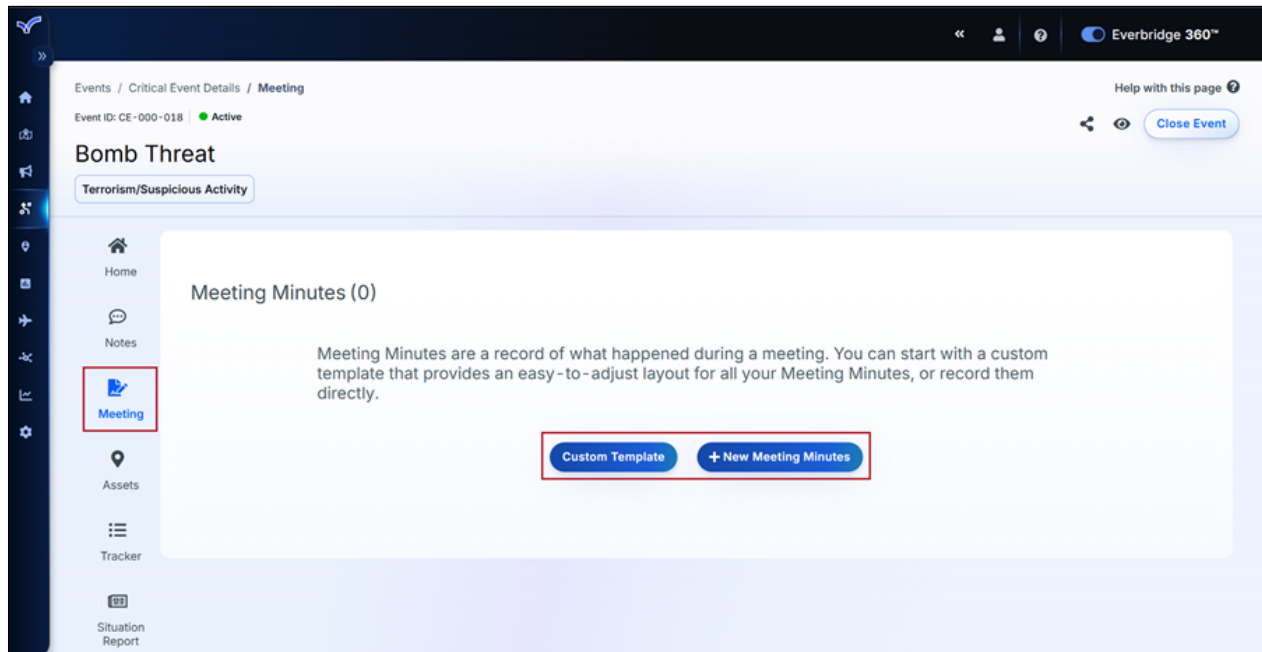 Everbridge 360™
Events / Critical Event Details / Meeting
Help with this page
Event ID: CE-000-018
Active
Close Event
Bomb Threat
Terrorism/Suspicious Activity
Home
Meeting Minutes (0)
Notes
Meeting Minutes are a record of what happened during a meeting. You can start with a custom
template that provides an easy-to-adjust layout for all your Meeting Minutes, or record them
directly.
Meeting
Custom Template
+ New Meeting Minutes
Assets
Tracker
Situation
Report